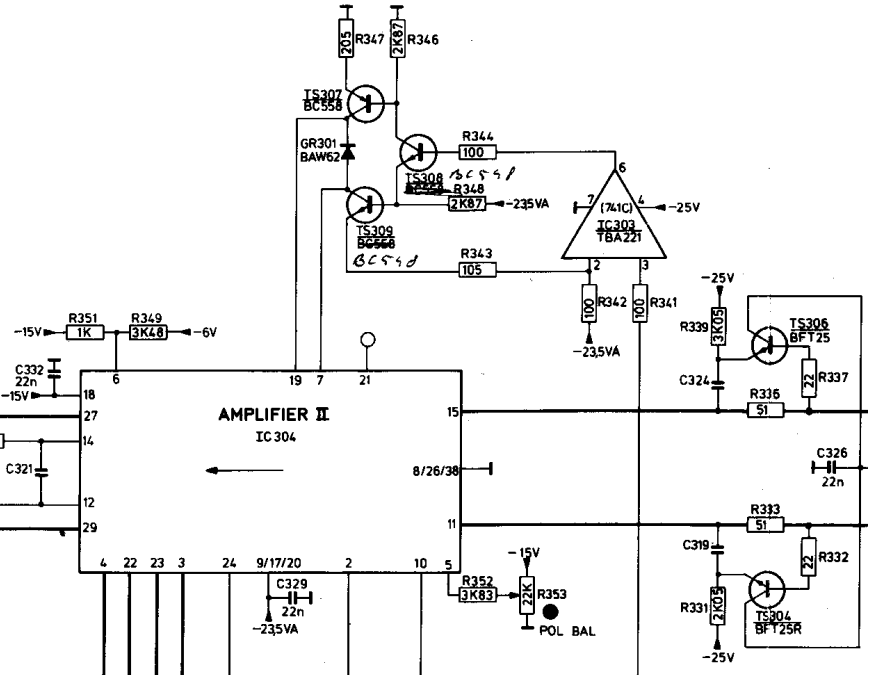 205 R347 2K87 R346
TS307
BC558
R344
100
GR301
BAW62
6
TS308 BC548
BC558 R348
2K87 -23,5VA
7 (741C) 4 -25V
IC303
TBA221
TS309
BC558
BC548
R343
105
2 3
-25V
R351 R349
-15V 1K 3K48 -6V
100 R342 100 R341
R339 3K05
TS306
BFT25
-23,5VA
C332
22n
-15V
6 19 7 21
18
27
14
C324
22 R337
AMPLIFIER II
IC304
15
R336
51
C321
8/26/38
C326
22n
12
29
11
R333
51
C319
22 R332
4 22 23 3 24 9/17/20 2 10 5
C329
22n
-23,5VA
R352
3K83
-15V
22K R353
POL BAL
R331 2K05
TS304
BFT25R
-25V